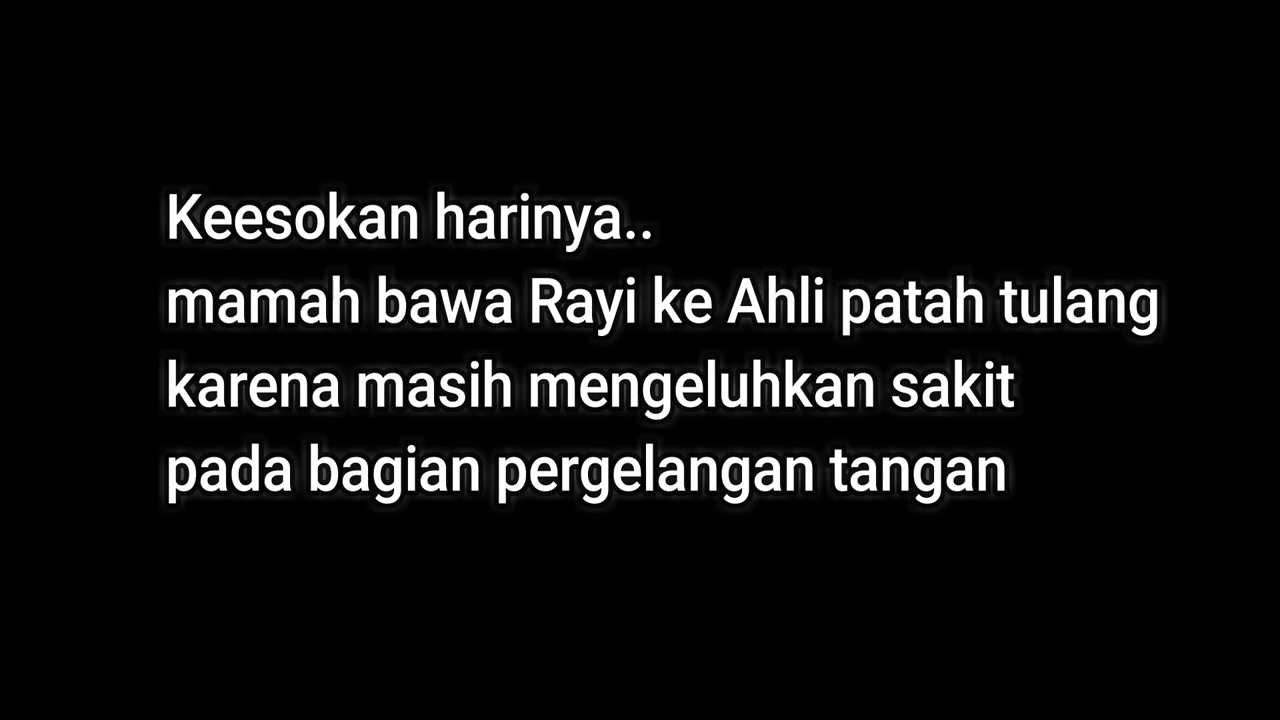 Keesokan harinya..
mamah bawa Rayi ke Ahli patah tulang
karena masih mengeluhkan sakit
pada bagian pergelangan tangan